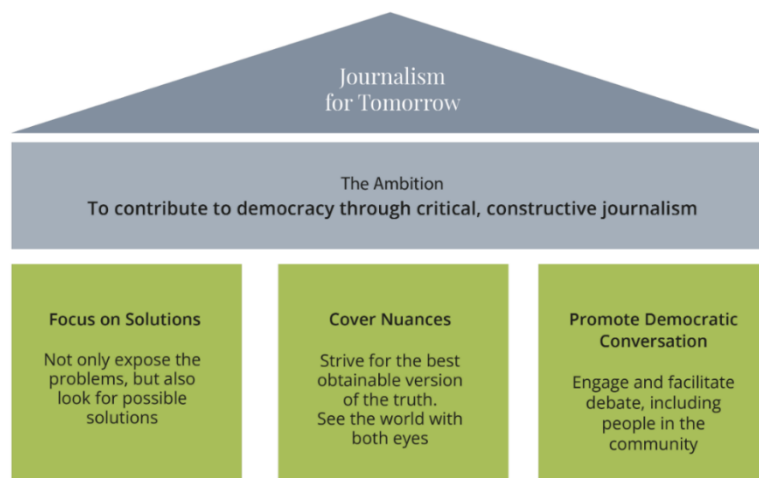 Journalism
for Tomorrow
The Ambition
To contribute to democracy through critical, constructive journalism
Focus on Solutions
Not only expose the
problems, but also
look for possible
solutions
Cover Nuances
Strive for the best
obtainable version
of the truth.
See the world with
both eyes
Promote Democratic
Conversation
Engage and facilitate
debate, including
people in the
community